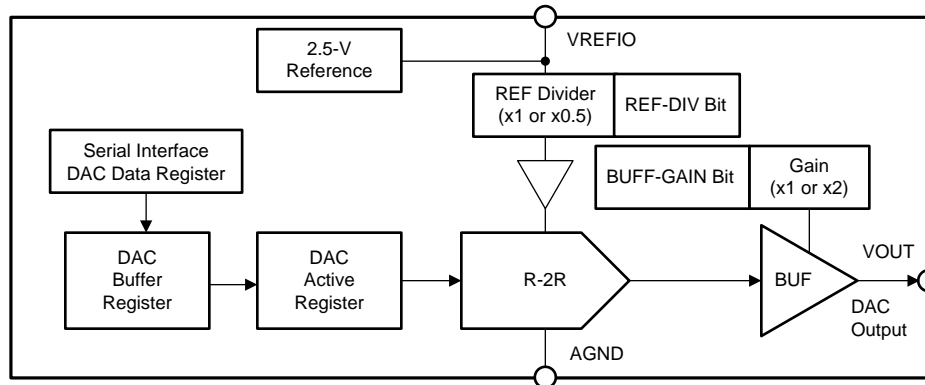 VREFIO
2.5-V
Reference
REF Divider
(x1 or x0.5)
REF-DIV Bit
Serial Interface
DAC Data Register
BUFF-GAIN Bit
Gain
(x1 or x2)
DAC
Buffer
Register
DAC
Active
Register
R-2R
BUF
VOUT
DAC
Output
AGND